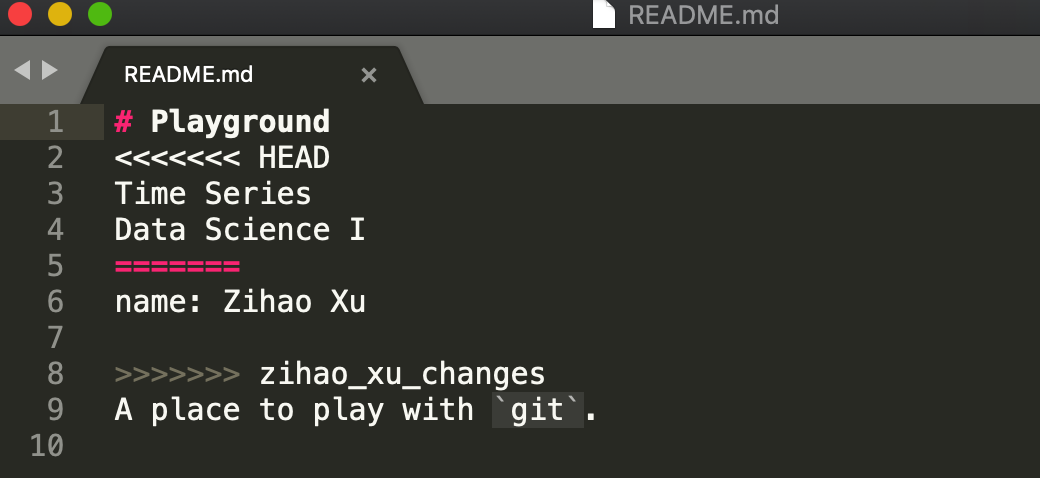 README.md
README.md ×
1 # Playground
2 <<<<<<< HEAD
3 Time Series
4 Data Science I
5 =======
6 name: Zihao Xu
7
8 >>>>>>> zihao_xu_changes
9 A place to play with `git`.
10